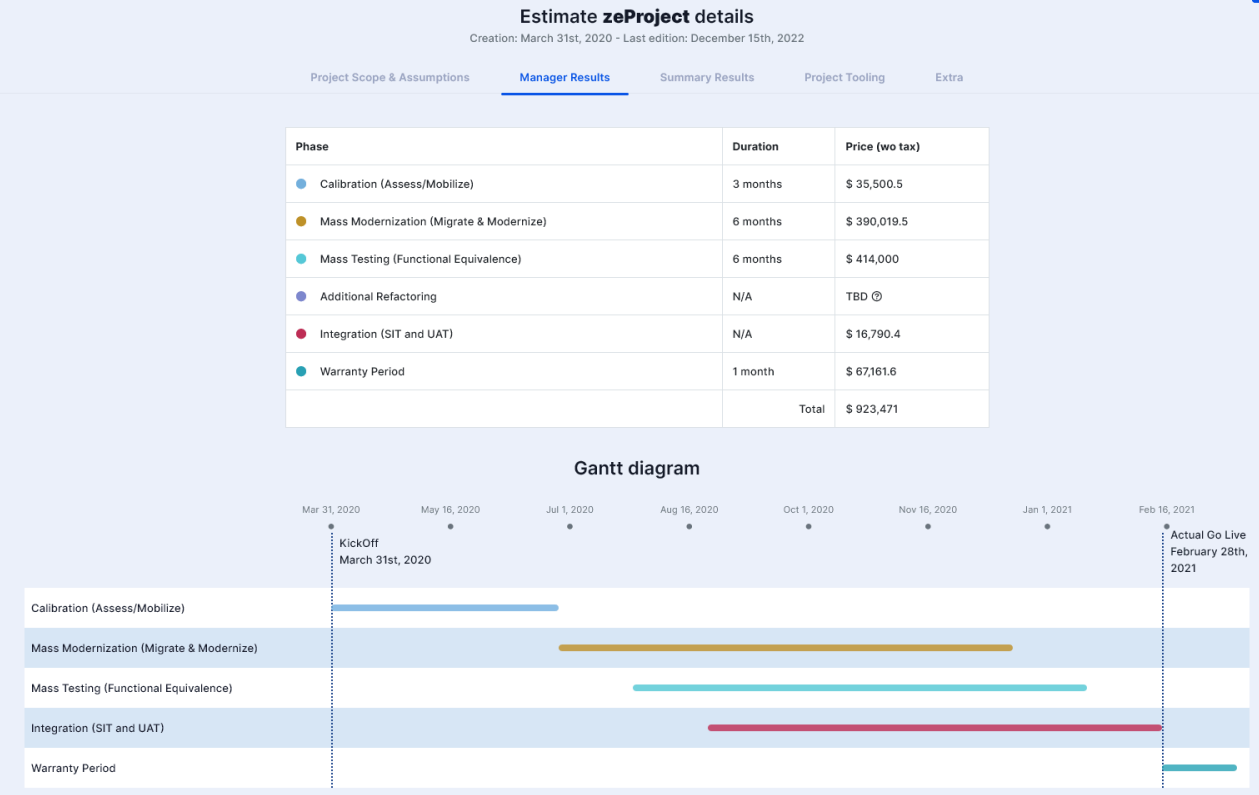 Estimate zeProject details
Creation: March 31st, 2020 - Last edition: December 15th, 2022
Project Scope & Assumptions Manager Results Summary Results Project Tooling Extra
Phase Duration Price (wo tax)
Calibration (Assess/Mobilize) 3 months $ 35,500.5
Mass Modernization (Migrate & Modernize) 6 months $ 390,019.5
Mass Testing (Functional Equivalence) 6 months $ 414,000
Additional Refactoring N/A TBD ?
Integration (SIT and UAT) N/A $ 16,790.4
Warranty Period 1 month $ 67,161.6
Total $ 923,471
Gantt diagram
Mar 31, 2020 May 16, 2020 Jul 1, 2020 Aug 16, 2020 Oct 1, 2020 Nov 16, 2020 Jan 1, 2021 Feb 16, 2021
KickOff
March 31st, 2020
Actual Go Live
February 28th,
2021
Calibration (Assess/Mobilize)
Mass Modernization (Migrate & Modernize)
Mass Testing (Functional Equivalence)
Integration (SIT and UAT)
Warranty Period